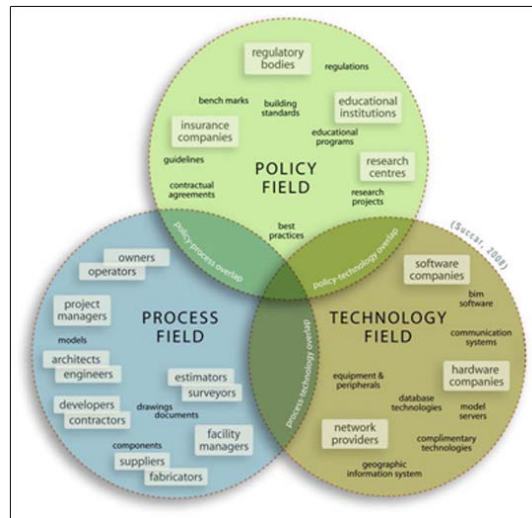 regulatory
bodies
regulations
bench marks
building
standards
educational
institutions
insurance
companies
educational
programs
guidelines
POLICY
FIELD
research
centres
contractual
agreements
research
projects
best
practices
policy-process overlap
policy-technology overlap
(Succar, 2008)
owners
operators
project
managers
PROCESS
FIELD
models
architects
engineers
estimators
surveyors
developers
contractors
drawings
documents
components
facility
managers
suppliers
fabricators
process-technology overlap
software
companies
bim
software
TECHNOLOGY
FIELD
communication
systems
equipment &
peripherals
hardware
companies
database
technologies
model
servers
network
providers
complimentary
technologies
geographic
information system